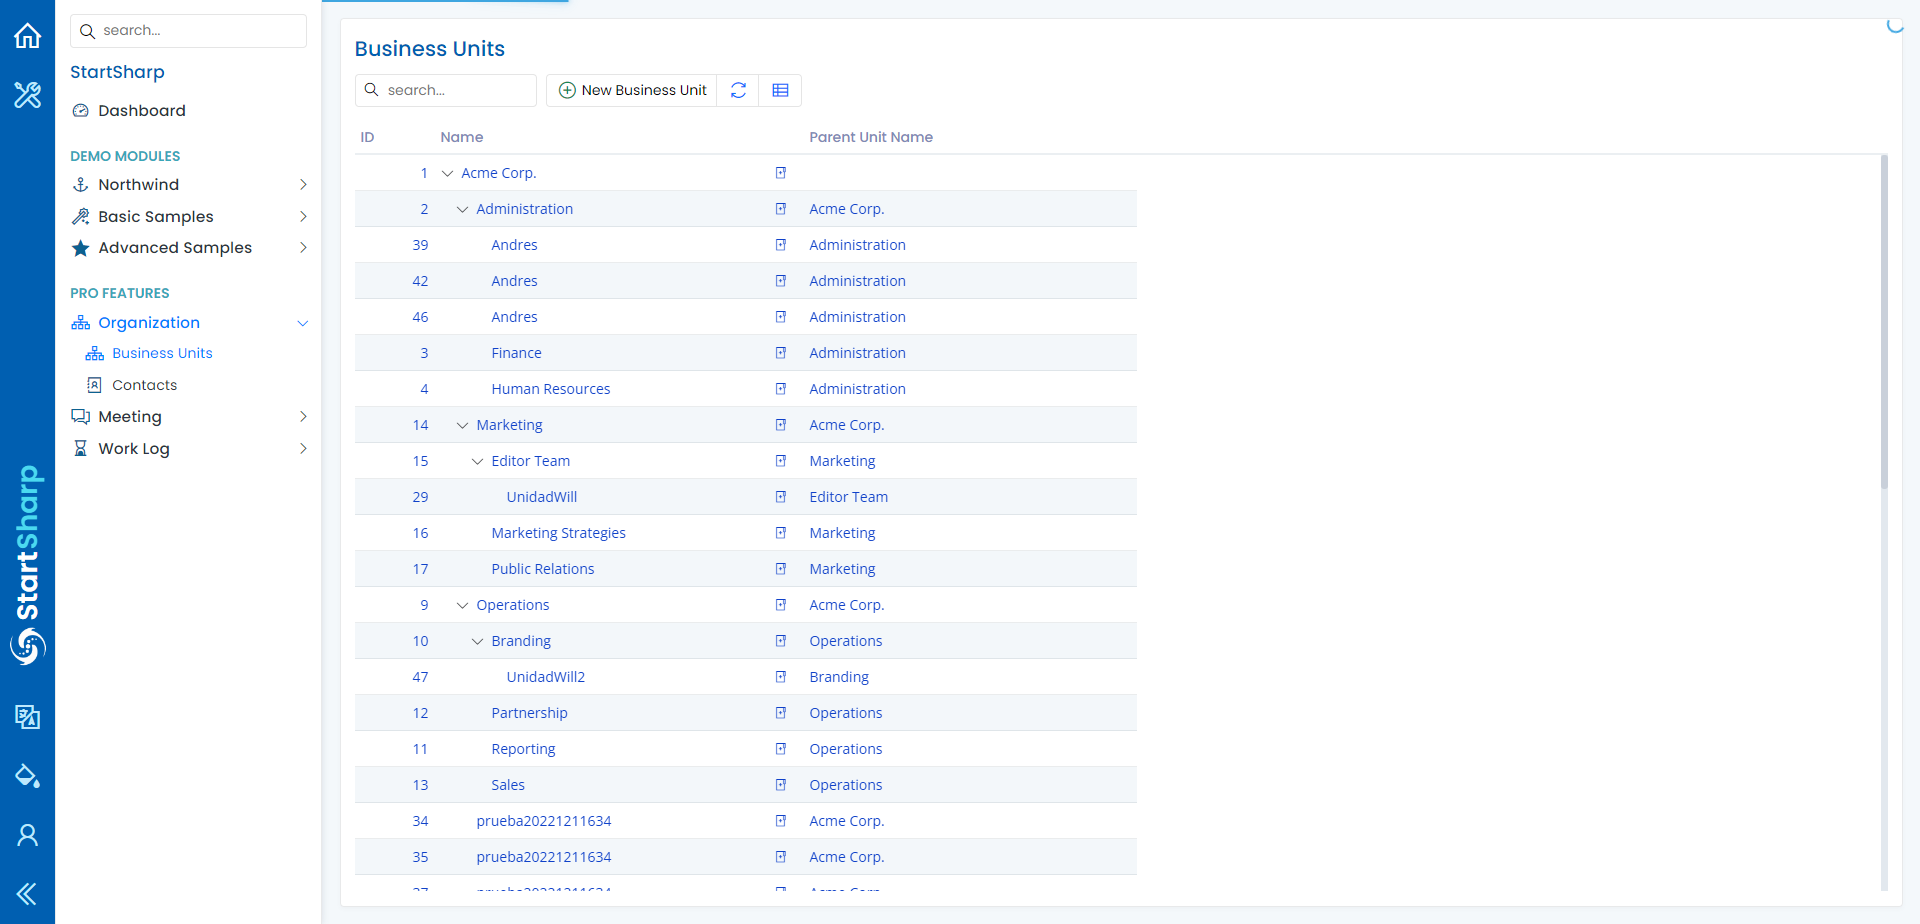 search...
StartSharp
Dashboard
DEMO MODULES
Northwind
Basic Samples
Advanced Samples
PRO FEATURES
Organization
Business Units
Contacts
Meeting
Work Log
StartSharp
Business Units
search...
New Business Unit
ID Name Parent Unit Name
1 Acme Corp.
2 Administration Acme Corp.
39 Andres Administration
42 Andres Administration
46 Andres Administration
3 Finance Administration
4 Human Resources Administration
14 Marketing Acme Corp.
15 Editor Team Marketing
29 UnidadWill Editor Team
16 Marketing Strategies Marketing
17 Public Relations Marketing
9 Operations Acme Corp.
10 Branding Operations
47 UnidadWill2 Branding
12 Partnership Operations
11 Reporting Operations
13 Sales Operations
34 prueba20221211634 Acme Corp.
35 prueba20221211634 Acme Corp.
37 prueba20221211634 Acme Corp.